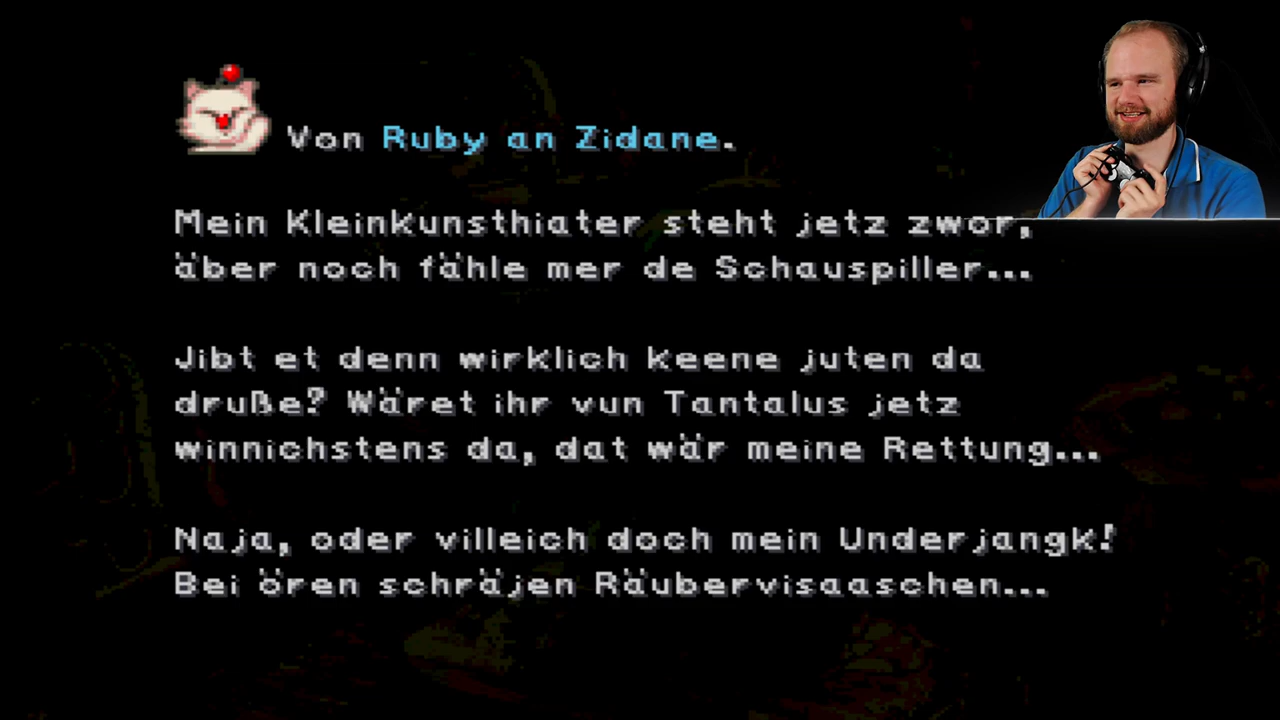 Von Ruby an Zidane.
Mein Kleinkunsthiater steht jetz zwor,
äber noch fähle mer de Schauspiller...
Jibt et denn wirklich keene juten da
druße? Wäret ihr vun Tantalus jetz
winnichstens da, dat wär meine Rettung...
Naja, oder villeich doch mein Underjangk!
Bei ören schräjen Räubervisaaschen...